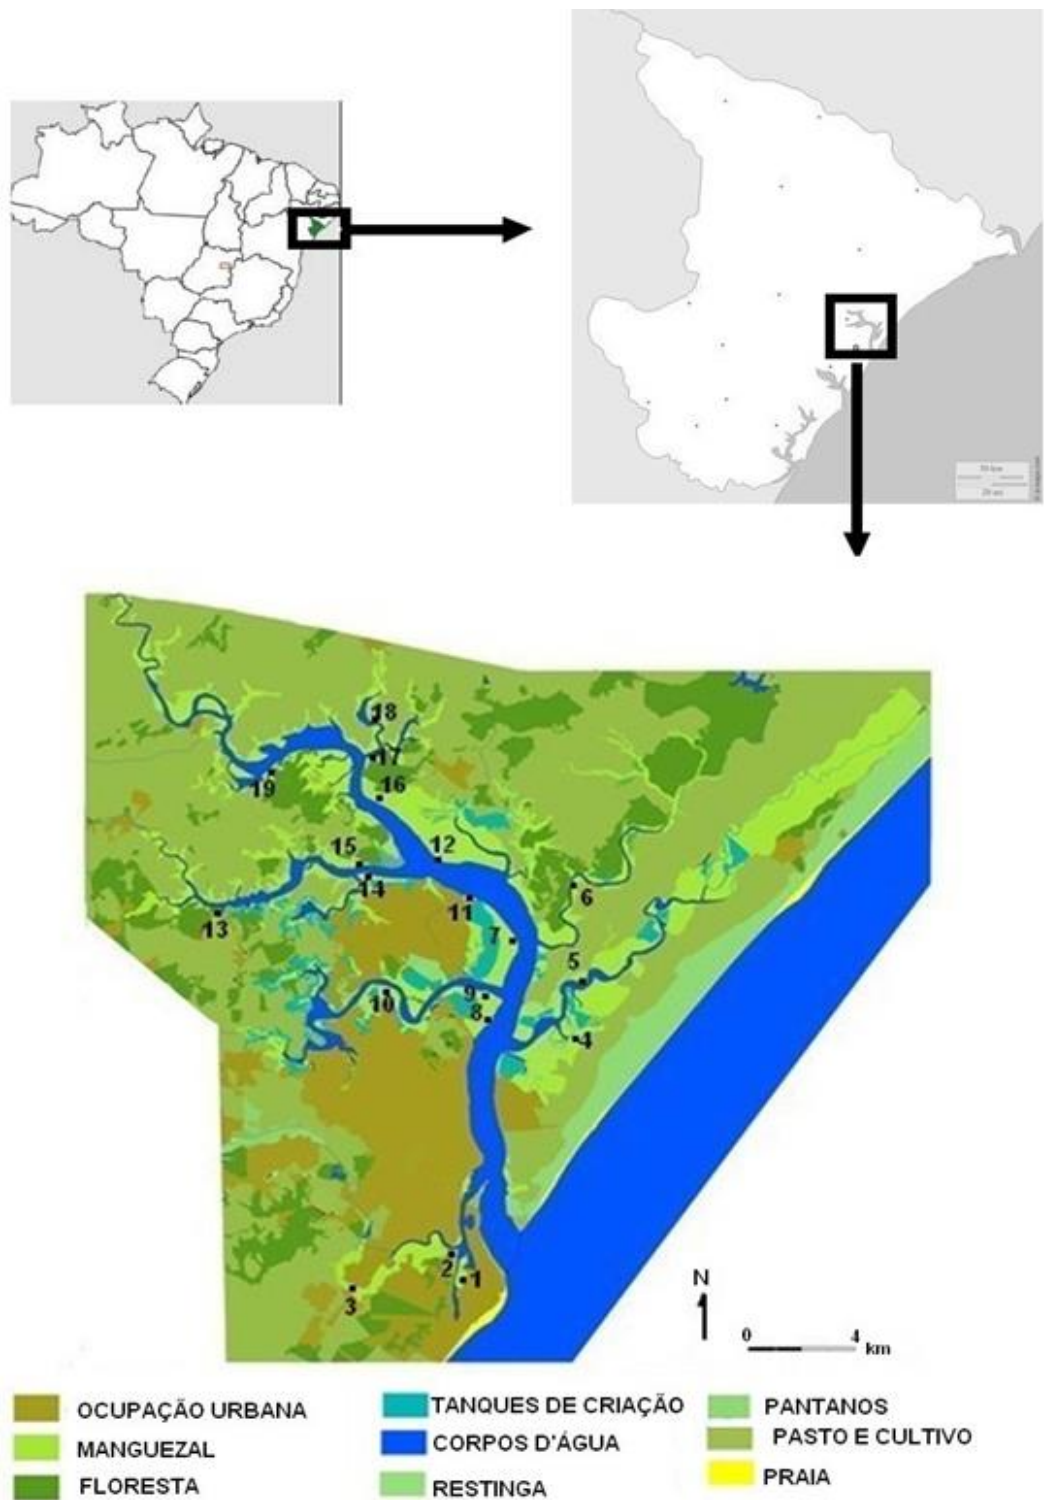 18
17
19
16
15
12
14
6
11
13
7
5
9
10
8
4
2
1
3
N
0 4
km
OCUPAÇÃO URBANA
MANGUEZAL
FLORESTA
TANQUES DE CRIAÇÃO
CORPOS D'ÁGUA
RESTINGA
PANTANOS
PASTO E CULTIVO
PRAIA